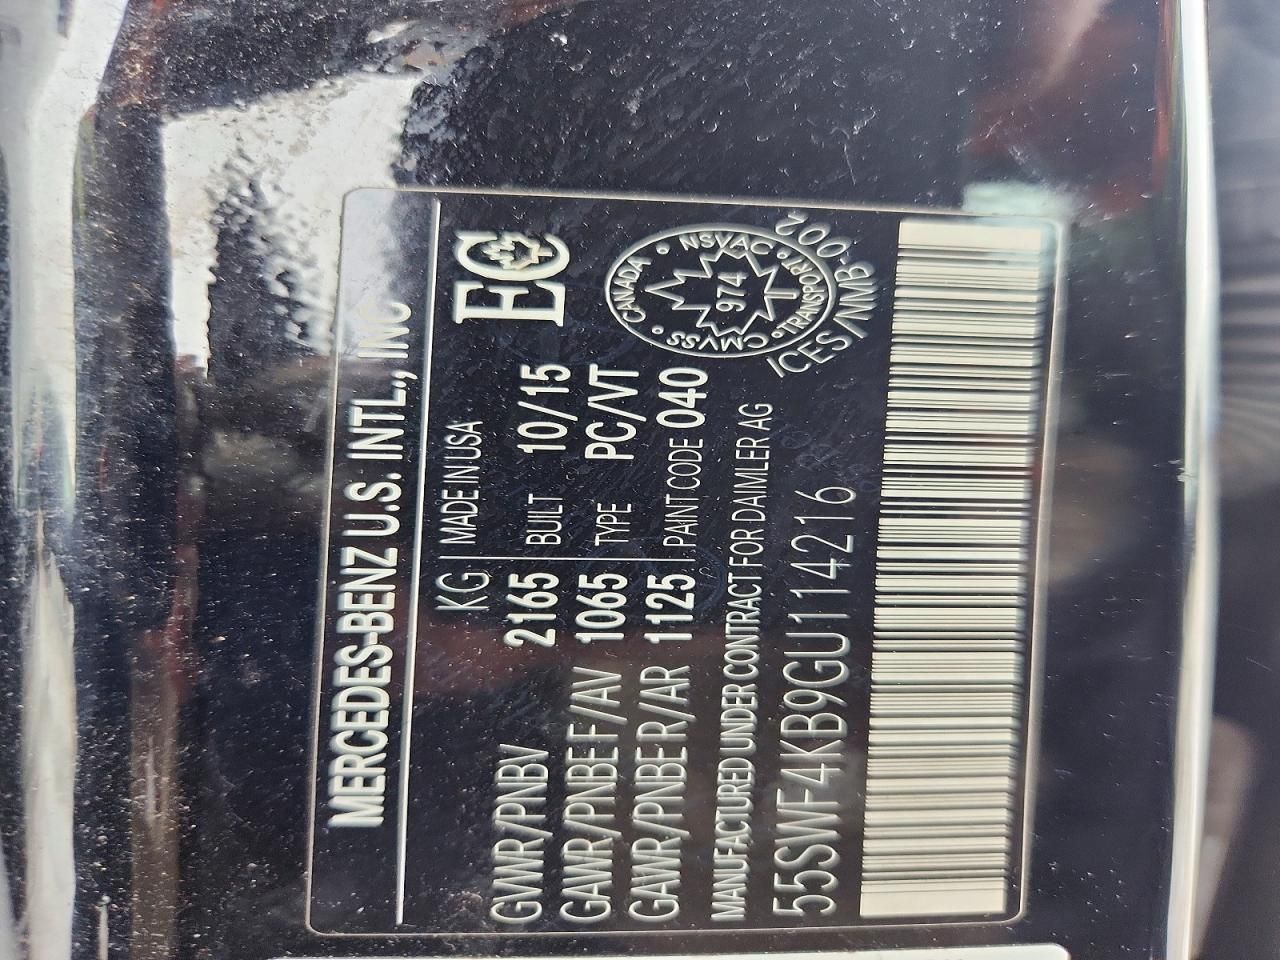 MERCEDES-BENZ U.S. INTL., INC
KG | MADE IN USA
GVWR/PNBV 2165 BUILT 10/15
GAWR/PNBE F/AV 1065 TYPE PC/VT
GAWR/PNBE R/AR 1125 | PAINT CODE 040
MANUFACTURED UNDER CONTRACT FOR DAIMLER AG
55SWF4KB9GU114216
EC
CANADA • NSVAC • TRANSPORT • CMVSS •
974
ICES/NMB-002